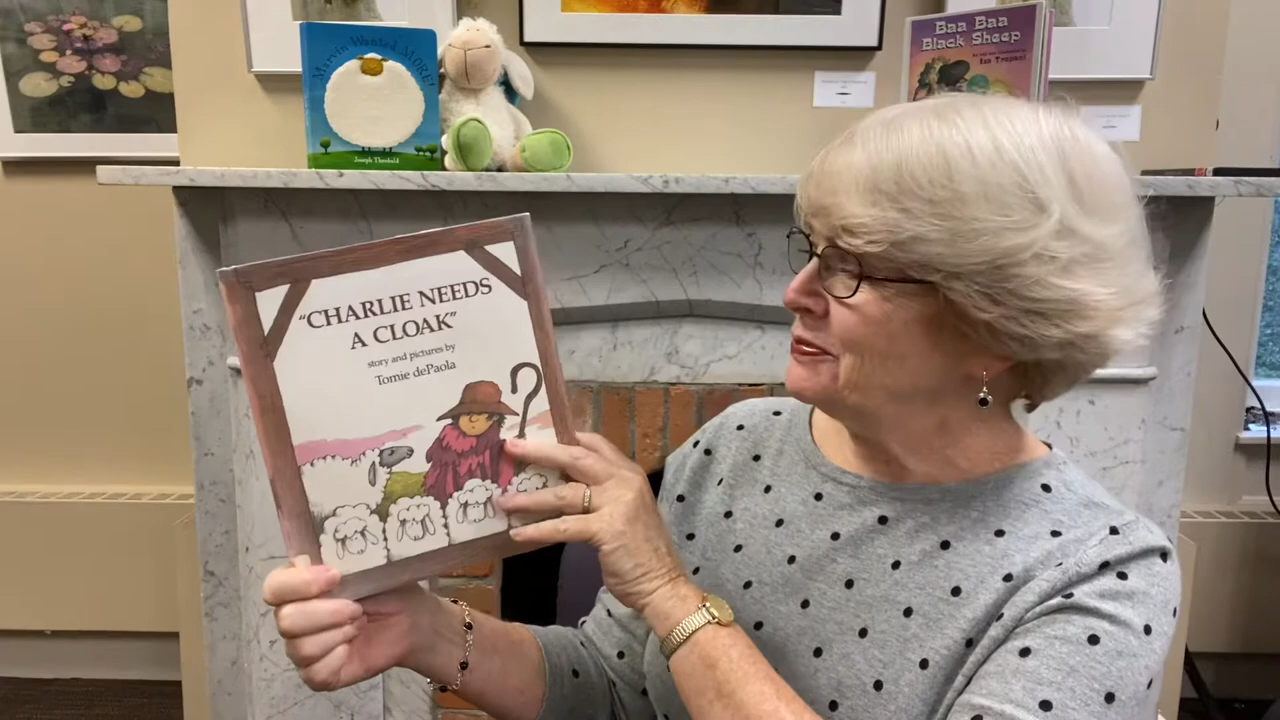 Marvin Wanted MORE!
Joseph Theobald
Baa Baa
Black Sheep
Iza Trapani
"CHARLIE NEEDS
A CLOAK"
story and pictures by
Tomie dePaola